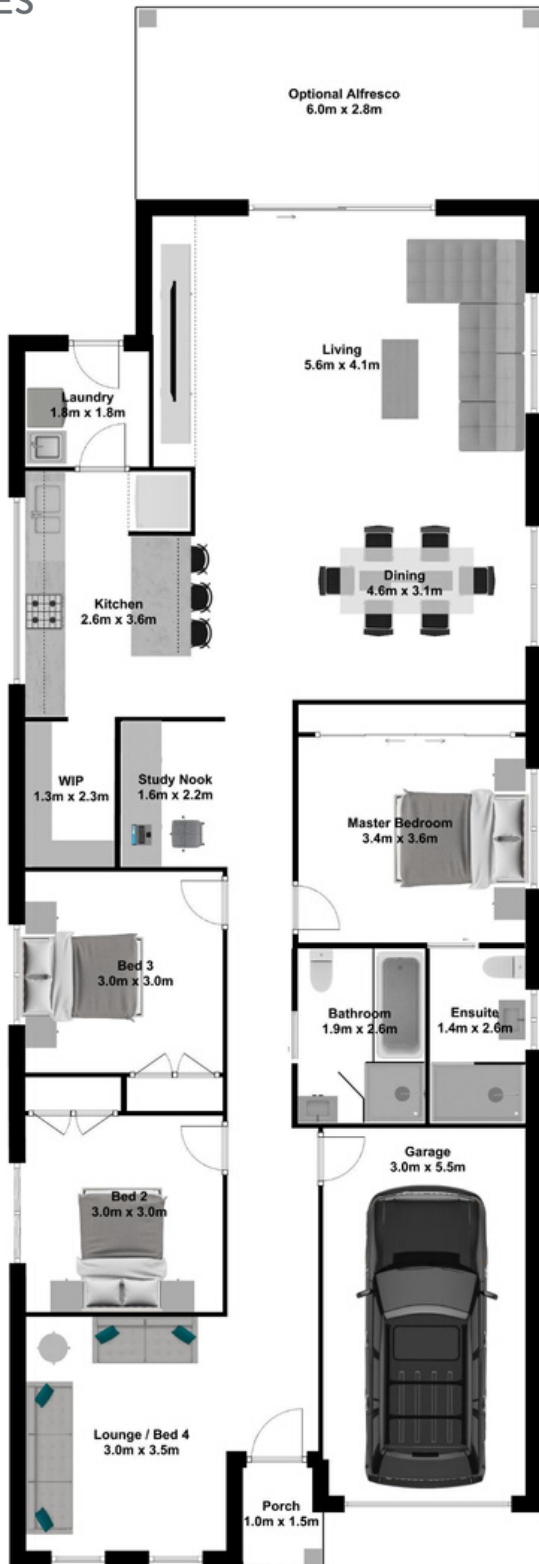 ES
Optional Alfresco
6.0m x 2.8m
Living
5.6m x 4.1m
Laundry
1.8m x 1.8m
Dining
4.6m x 3.1m
Kitchen
2.6m x 3.6m
WIP
1.3m x 2.3m
Study Nook
1.6m x 2.2m
Master Bedroom
3.4m x 3.6m
Bed 3
3.0m x 3.0m
Bathroom
1.9m x 2.6m
Ensuite
1.4m x 2.6m
Garage
3.0m x 5.5m
Bed 2
3.0m x 3.0m
Lounge / Bed 4
3.0m x 3.5m
Porch
1.0m x 1.5m